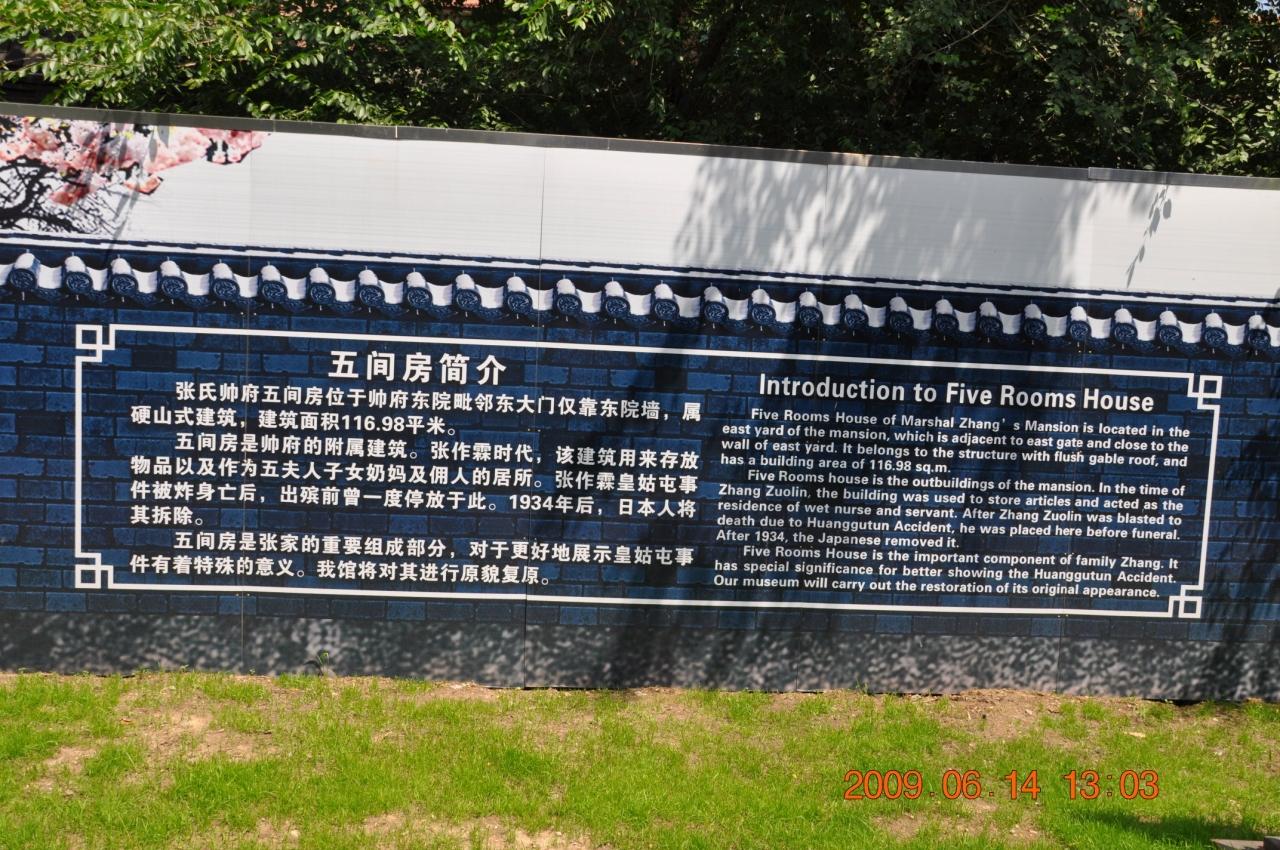 五间房简介
张氏帅府五间房位于帅府东院毗邻东大门仅靠东院墙，属
硬山式建筑，建筑面积116.98平米。
五间房是帅府的附属建筑。张作霖时代，该建筑用来存放
物品以及作为五夫人子女奶妈及佣人的居所。张作霖皇姑屯事
件被炸身亡后，出殡前曾一度停放于此。1934年后，日本人将
其拆除。
五间房是张家的重要组成部分，对于更好地展示皇姑屯事
件有着特殊的意义。我馆将对其进行原貌复原。
Introduction to Five Rooms House
Five Rooms House of Marshal Zhang' s Mansion is located in the
east yard of the mansion, which is adjacent to east gate and close to the
wall of east yard. It belongs to the structure with flush gable roof, and
has a building area of 116.98 sq.m.
Five Rooms house is the outbuildings of the mansion. In the time of
Zhang Zuolin, the building was used to store articles and acted as the
residence of wet nurse and servant. After Zhang Zuolin was blasted to
death due to Huanggutun Accident, he was placed here before funeral.
After 1934, the Japanese removed it.
Five Rooms House is the important component of family Zhang. It
has special significance for better showing the Huanggutun Accident.
Our museum will carry out the restoration of its original appearance.
2009.06.14 13:03